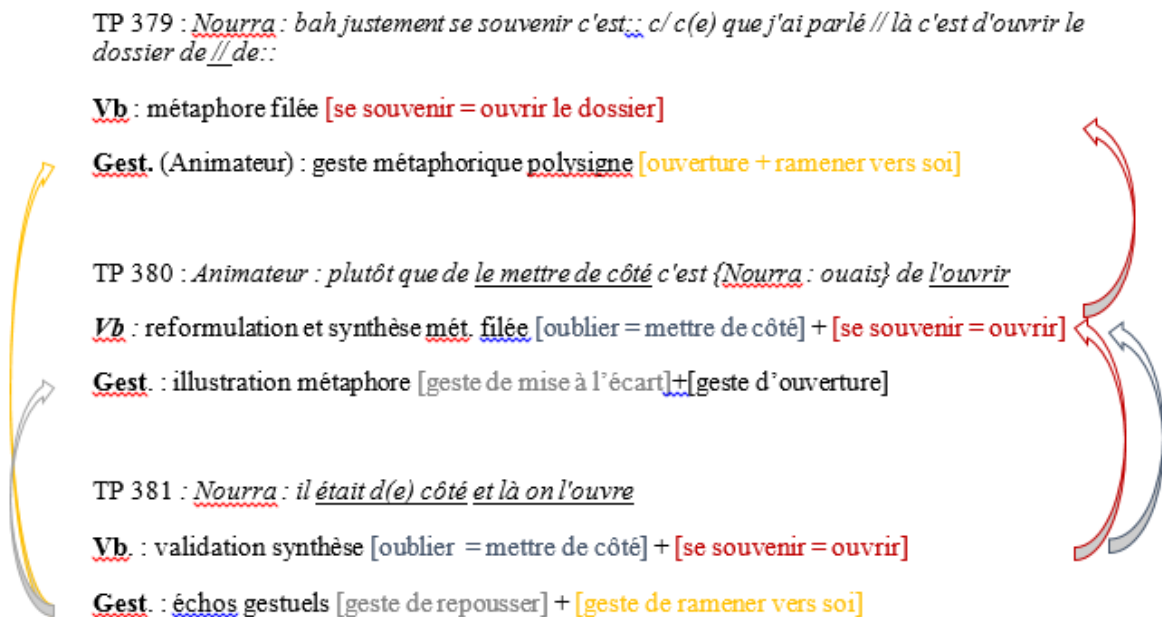 TP 379 : Nourra : bah justement se souvenir c'est:: c/ c(e) que j'ai parlé // là c'est d'ouvrir le
dossier de // de::
Vb : métaphore filée [se souvenir = ouvrir le dossier]
Gest. (Animateur) : geste métaphorique polysigne [ouverture + ramener vers soi]
TP 380 : Animateur : plutôt que de le mettre de côté c'est {Nourra : ouais} de l'ouvrir
Vb : reformulation et synthèse mét. filée [oublier = mettre de côté] + [se souvenir = ouvrir]
Gest. : illustration métaphore [geste de mise à l'écart]+[geste d'ouverture]
TP 381 : Nourra : il était d(e) côté et là on l'ouvre
Vb. : validation synthèse [oublier = mettre de côté] + [se souvenir = ouvrir]
Gest. : échos gestuels [geste de repousser] + [geste de ramener vers soi]